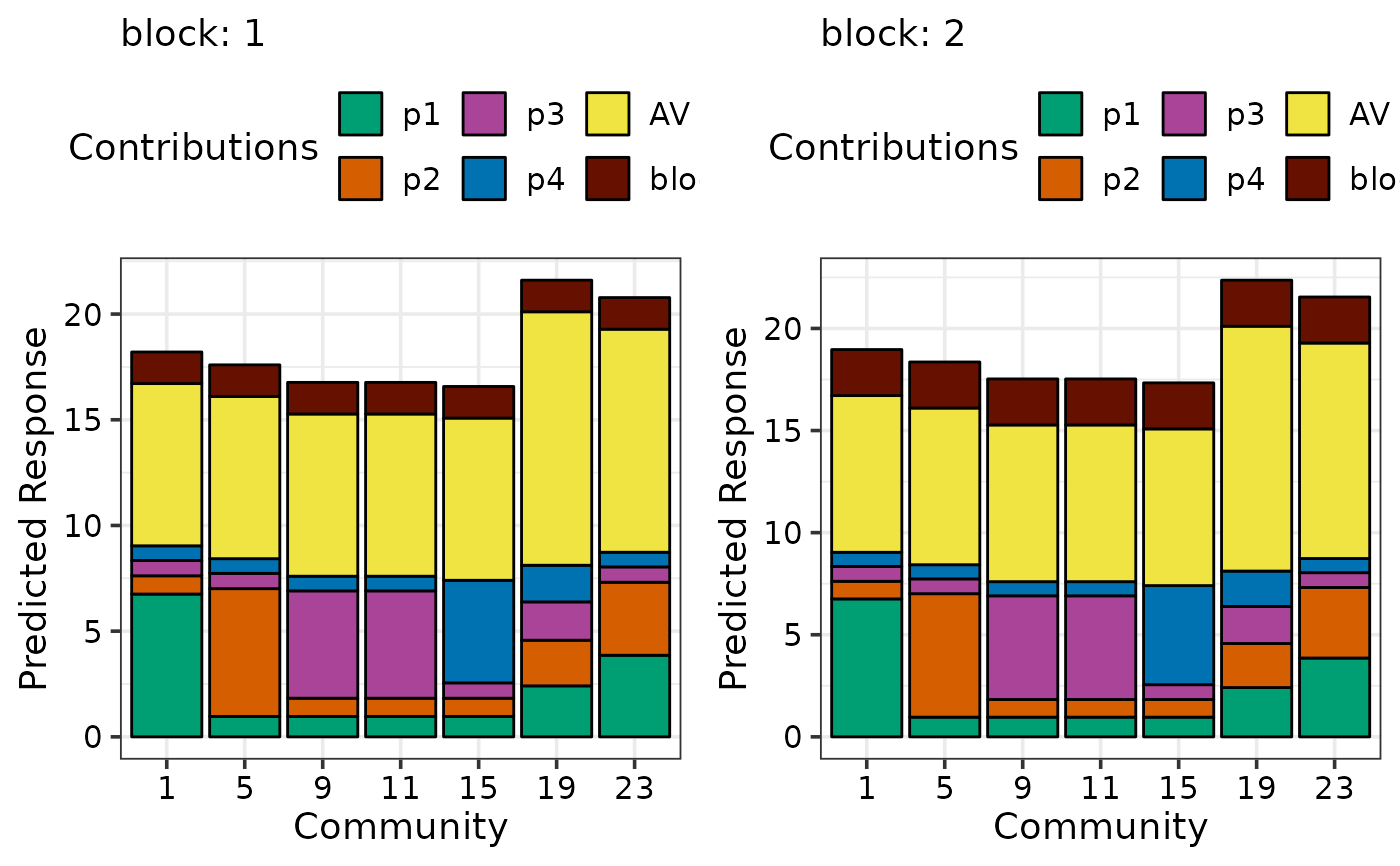 block: 1
Contributions
p1 p3 AV
p2 p4 blo
Predicted Response
20
15
10
5
0
1 5 9 11 15 19 23
Community
block: 2
Contributions
p1 p3 AV
p2 p4 blo
Predicted Response
20
15
10
5
0
1 5 9 11 15 19 23
Community